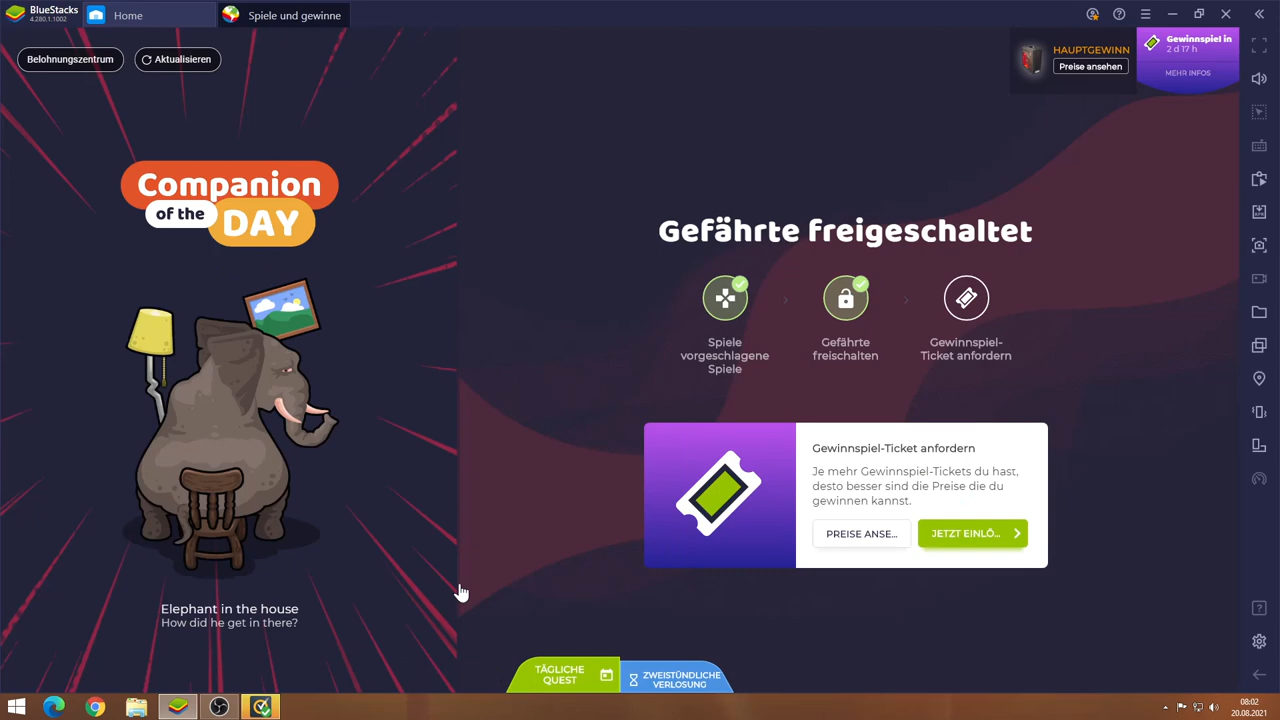 BlueStacks
4.280.1.1002
Home
Spiele und gewinne
Belohnungszentrum
Aktualisieren
HAUPTGEWINN
Preise ansehen
Gewinnspiel in
2 d 17 h
MEHR INFOS
Companion
of the
DAY
Elephant in the house
How did he get in there?
Gefährte freigeschaltet
Spiele
vorgeschlagene
Spiele
Gefährte
freischalten
Gewinnspiel-
Ticket anfordern
Gewinnspiel-Ticket anfordern
Je mehr Gewinnspiel-Tickets du hast,
desto besser sind die Preise die du
gewinnen kannst.
PREISE ANSE...
JETZT EINLÖ...
TÄGLICHE
QUEST
ZWEISTÜNDLICHE
VERLOSUNG
08:02
20.08.2021